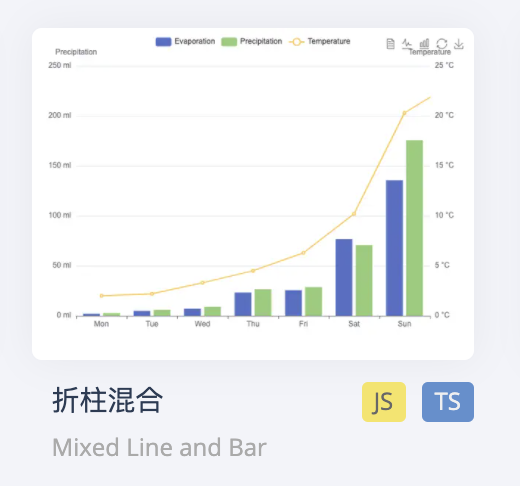 Evaporation Precipitation Temperature
Precipitation Temperature
250 ml 25 °C
200 ml 20 °C
150 ml 15 °C
100 ml 10 °C
50 ml 5 °C
0 ml 0 °C
Mon Tue Wed Thu Fri Sat Sun
折柱混合 JS TS
Mixed Line and Bar